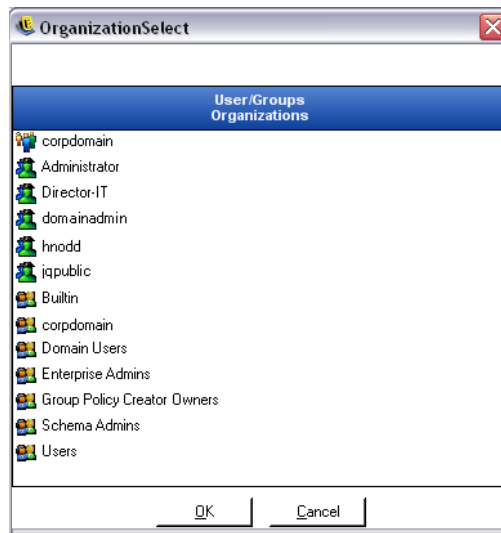 OrganizationSelect
User/Groups
Organizations
corpdomain
Administrator
Director-IT
domainadmin
hnodd
jqpublic
Builtin
corpdomain
Domain Users
Enterprise Admins
Group Policy Creator Owners
Schema Admins
Users
OK Cancel